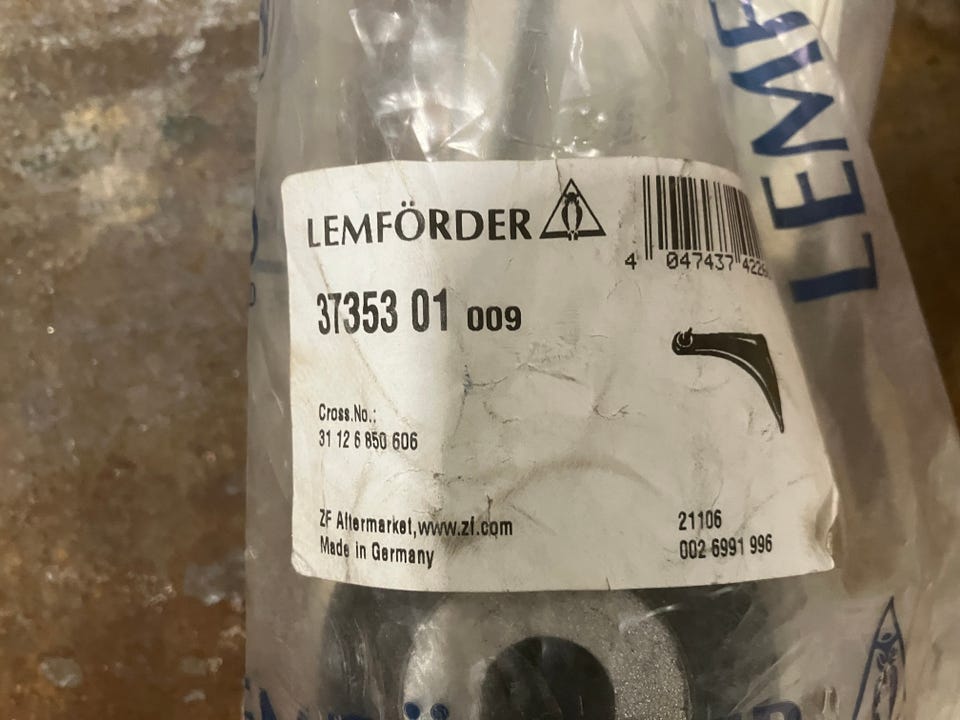 LEMFÖRDER
4 047437 422
37353 01 009
Cross.No.:
31 12 6 850 606
ZF Aftermarket,www.zf.com
Made in Germany
21106
002 6991 996
LEMF